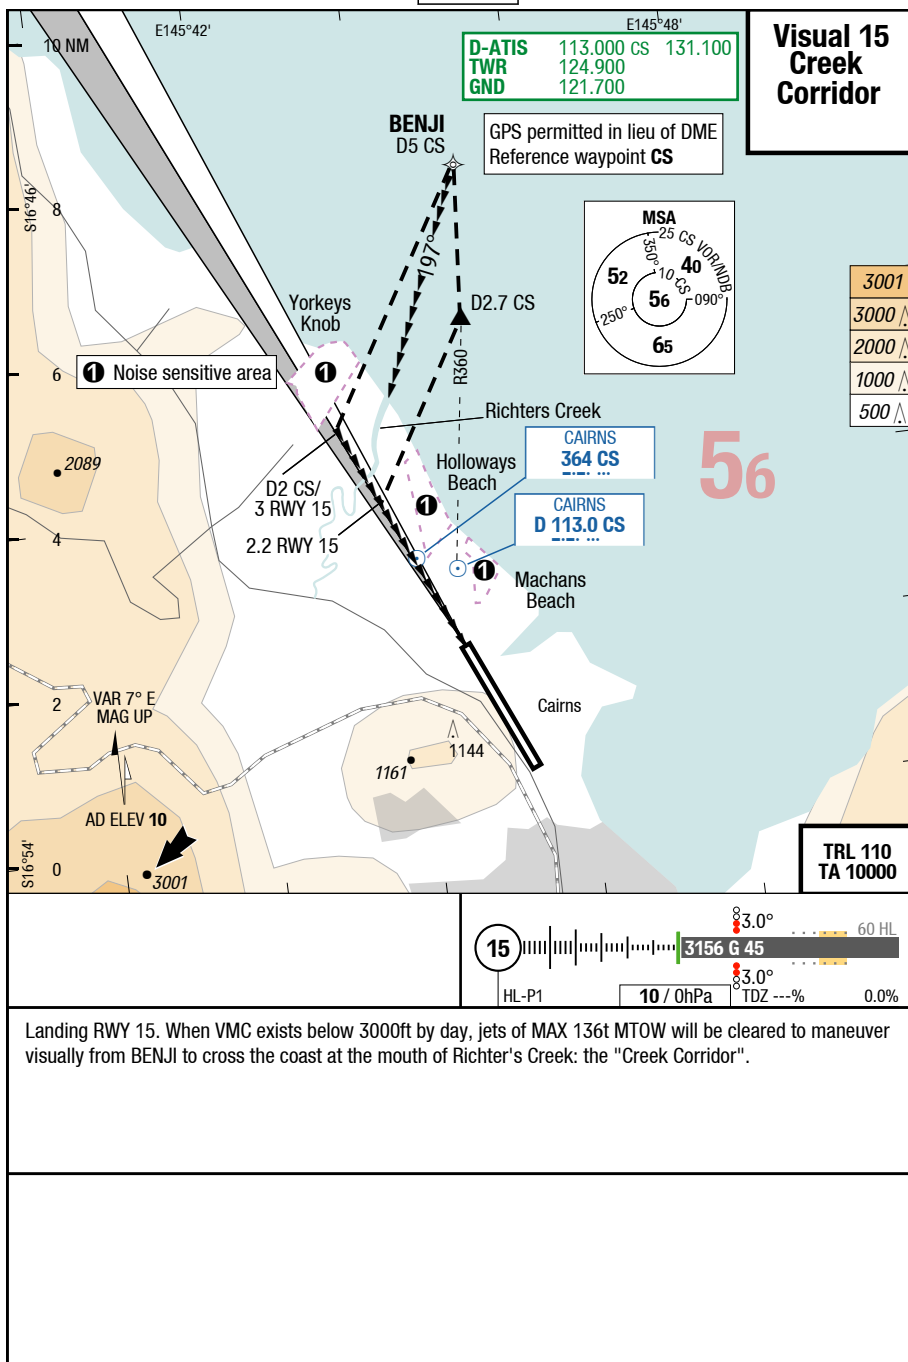 E145°42'
E145°48'
10 NM
D-ATIS 113.000 CS 131.100
TWR 124.900
GND 121.700
Visual 15
Creek
Corridor
BENJI
D5 CS
GPS permitted in lieu of DME
Reference waypoint CS
S16°46'
8
197°
MSA
25 CS VOR/NDB
350°
10 CS
090°
250°
52
40
56
65
3001
3000
2000
1000
500
D2.7 CS
R360
Yorkeys
Knob
1 Noise sensitive area
1
6
Richters Creek
CAIRNS
364 CS
56
2089
D2 CS/
3 RWY 15
Holloways
Beach
1
CAIRNS
D 113.0 CS
2.2 RWY 15
4
1
Machans
Beach
2
VAR 7° E
MAG UP
Cairns
1144
1161
AD ELEV 10
S16°54'
0
3001
TRL 110
TA 10000
15
3.0°
60 HL
3156 G 45
3.0°
HL-P1
10 / 0hPa
TDZ ---%
0.0%
Landing RWY 15. When VMC exists below 3000ft by day, jets of MAX 136t MTOW will be cleared to maneuver
visually from BENJI to cross the coast at the mouth of Richter's Creek: the "Creek Corridor".